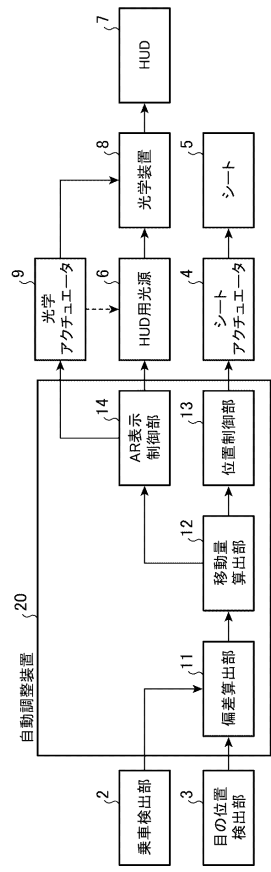 自動調整装置
20
乗車検出部
2
目の位置
検出部
3
偏差算出部
11
移動量
算出部
12
AR表示
制御部
14
位置制御部
13
光学
アクチュエータ
9
HUD用光源
6
シート
アクチュエータ
4
光学装置
8
シート
5
HUD
7